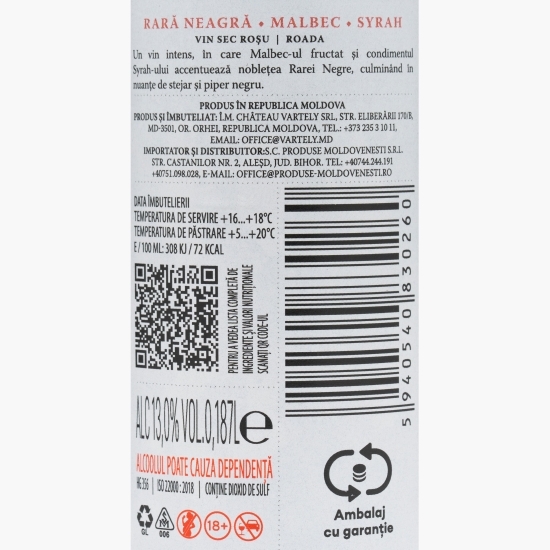 RARĂ NEAGRĂ • MALBEC • SYRAH
VIN SEC ROȘU | ROADA
Un vin intens, în care Malbec-ul fructat și condimentul
Syrah-ului accentuează noblețea Rarei Negre, culminând în
nuanțe de stejar și piper negru.
PRODUS ÎN REPUBLICA MOLDOVA
PRODUS ȘI ÎMBUTELIAT: Î.M. CHÂTEAU VARTELY SRL, STR. ELIBERĂRII 170/B,
MD-3501, OR. ORHEI, REPUBLICA MOLDOVA, TEL.: +373 235 3 10 11,
EMAIL: OFFICE@VARTELY.MD
IMPORTATOR ȘI DISTRIBUITOR: S.C. PRODUSE MOLDOVENESTI S.R.L.
STR. CASTANILOR NR. 2, ALEȘD, JUD. BIHOR. TEL. +40744.244.191
+40751.098.028, E-MAIL: OFFICE@PRODUSE-MOLDOVENESTI.RO
DATA ÎMBUTELIERII
TEMPERATURA DE SERVIRE +16...+18°C
TEMPERATURA DE PĂSTRARE +5...+20°C
E / 100 ML: 308 KJ / 72 KCAL
PENTRU A VEDEA LISTA COMPLETĂ DE
INGREDIENTE ȘI VALORI NUTRIȚIONALE
SCANAȚI QR CODE-UL
5940540830260
ALC 13,0% VOL. 0,187L e
ALCOOLUL POATE CAUZA DEPENDENȚĂ
HG 356 | ISO 22000 : 2018 | CONȚINE DIOXID DE SULF
GL
006
18+
Ambalaj
cu garanție